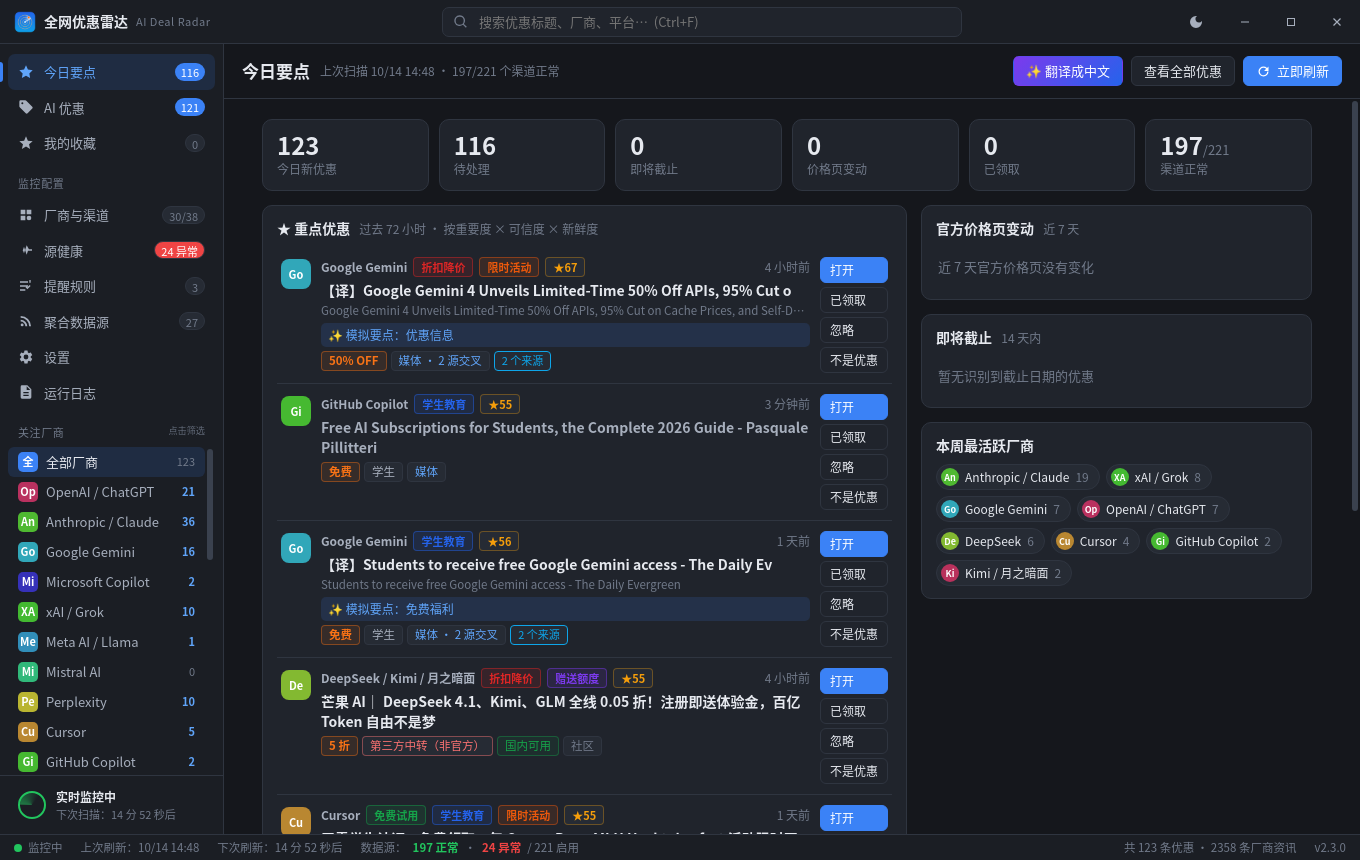 全网优惠雷达 AI Deal Radar
搜索优惠标题、厂商、平台… (Ctrl+F)
今日要点 116
AI 优惠 121
我的收藏 0
监控配置
厂商与渠道 30/38
源健康 24 异常
提醒规则 3
聚合数据源 27
设置
运行日志
关注厂商 点击筛选
全 全部厂商 123
Op OpenAI / ChatGPT 21
An Anthropic / Claude 36
Go Google Gemini 16
Mi Microsoft Copilot 2
XA xAI / Grok 10
Me Meta AI / Llama 1
Mi Mistral AI 0
Pe Perplexity 10
Cu Cursor 5
Gi GitHub Copilot 2
实时监控中
下次扫描：14 分 52 秒后
今日要点 上次扫描 10/14 14:48 · 197/221 个渠道正常
✨ 翻译成中文 查看全部优惠 立即刷新
123 116 0 0 0 197/221
今日新优惠 待处理 即将截止 价格页变动 已领取 渠道正常
★ 重点优惠 过去 72 小时 · 按重要度 × 可信度 × 新鲜度
Go Google Gemini 折扣降价 限时活动 ★67 4 小时前
【译】Google Gemini 4 Unveils Limited-Time 50% Off APIs, 95% Cut o
Google Gemini 4 Unveils Limited-Time 50% Off APIs, 95% Cut on Cache Prices, and Self-D…
✨ 模拟要点：优惠信息
50% OFF 媒体 · 2 源交叉 2 个来源
打开
已领取
忽略
不是优惠
Gi GitHub Copilot 学生教育 ★55 3 分钟前
Free AI Subscriptions for Students, the Complete 2026 Guide - Pasquale
Pillitteri
免费 学生 媒体
打开
已领取
忽略
不是优惠
Go Google Gemini 学生教育 ★56 1 天前
【译】Students to receive free Google Gemini access - The Daily Ev
Students to receive free Google Gemini access - The Daily Evergreen
✨ 模拟要点：免费福利
免费 学生 媒体 · 2 源交叉 2 个来源
打开
已领取
忽略
不是优惠
De DeepSeek / Kimi / 月之暗面 折扣降价 赠送额度 ★55 4 小时前
芒果 AI｜ DeepSeek 4.1、Kimi、GLM 全线 0.05 折！注册即送体验金，百亿
Token 自由不是梦
5 折 第三方中转（非官方） 国内可用 社区
打开
已领取
忽略
不是优惠
Cu Cursor 免费试用 学生教育 限时活动 ★55 1 天前
打开
官方价格页变动 近 7 天
近 7 天官方价格页没有变化
即将截止 14 天内
暂无识别到截止日期的优惠
本周最活跃厂商
An Anthropic / Claude 19 XA xAI / Grok 8
Go Google Gemini 7 Op OpenAI / ChatGPT 7
De DeepSeek 6 Cu Cursor 4 Gi GitHub Copilot 2
Ki Kimi / 月之暗面 2
监控中 上次刷新：10/14 14:48 下次刷新：14 分 52 秒后 数据源： 197 正常 · 24 异常 / 221 启用 共 123 条优惠 · 2358 条厂商资讯 v2.3.0